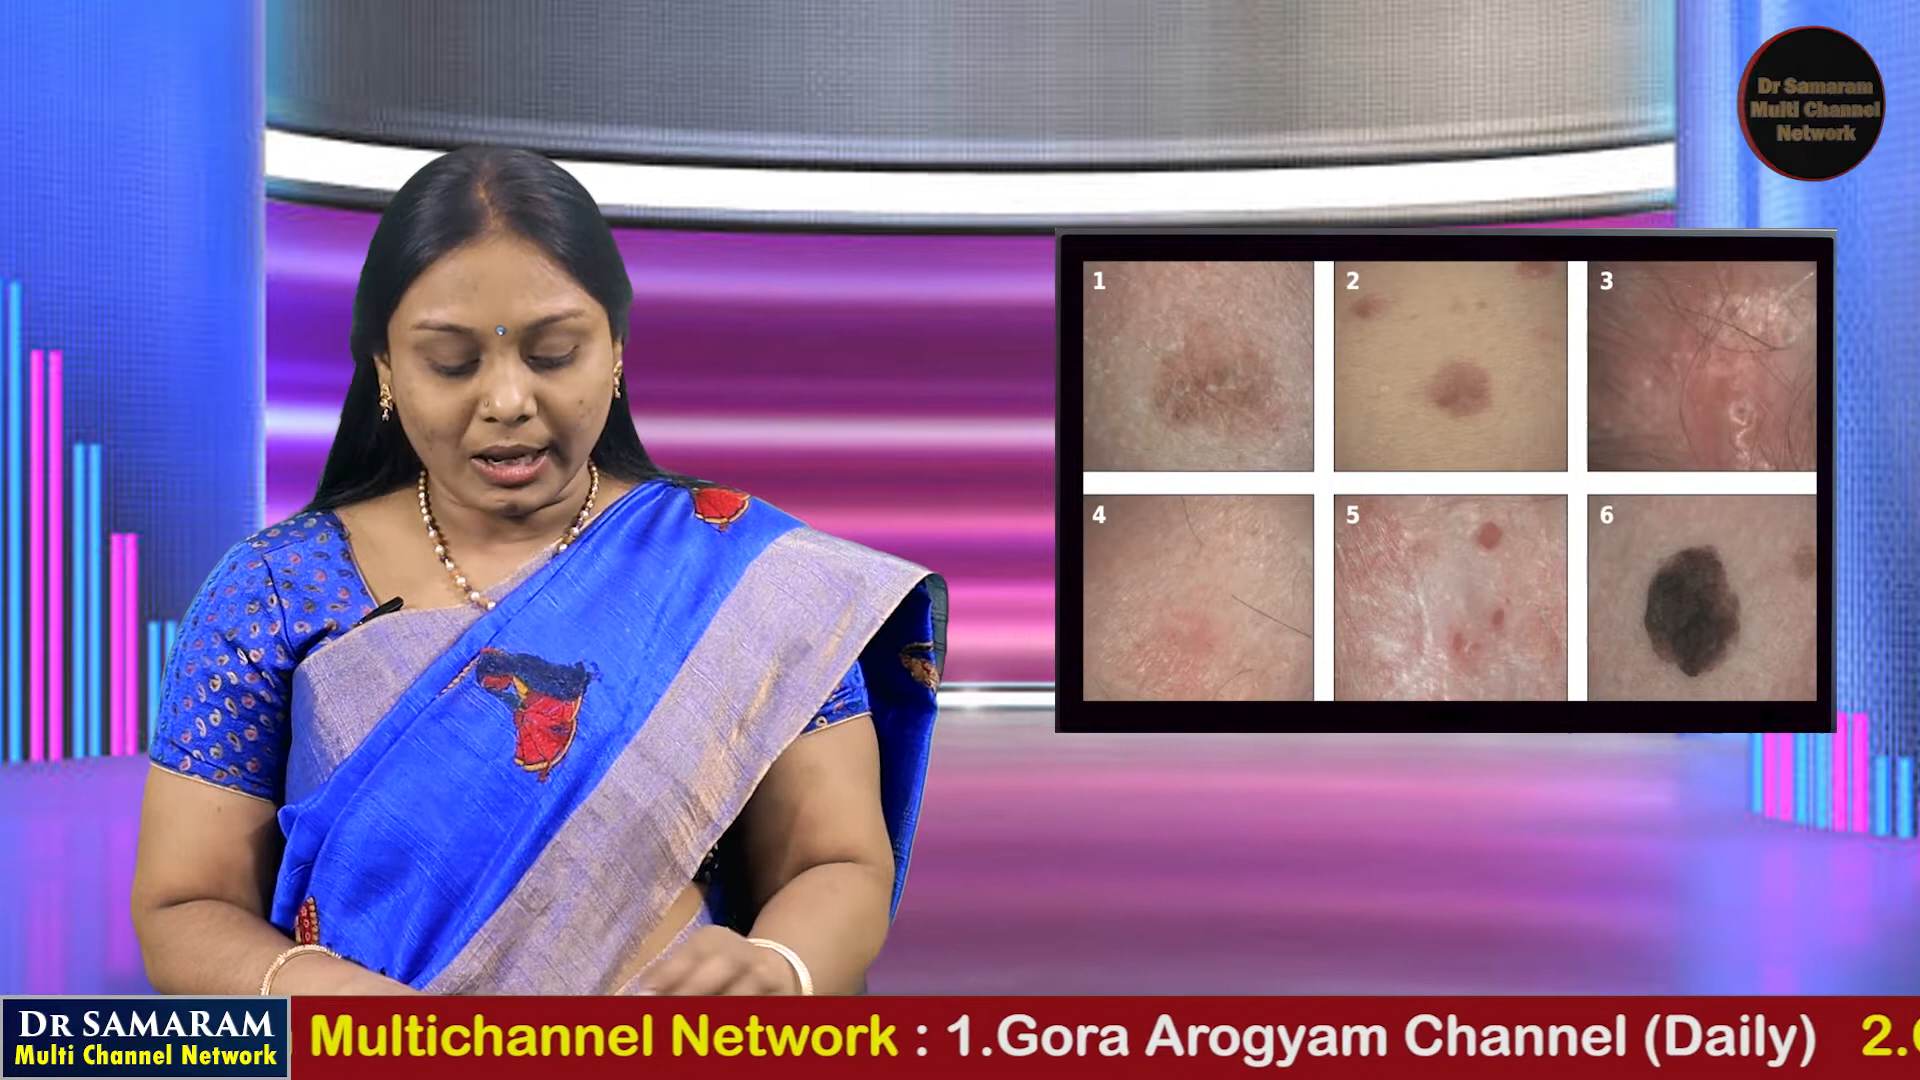 Dr Samaram
Multi Channel
Network
1
2
3
4
5
6
DR SAMARAM
Multi Channel Network
Multichannel Network : 1.Gora Arogyam Channel (Daily) 2.